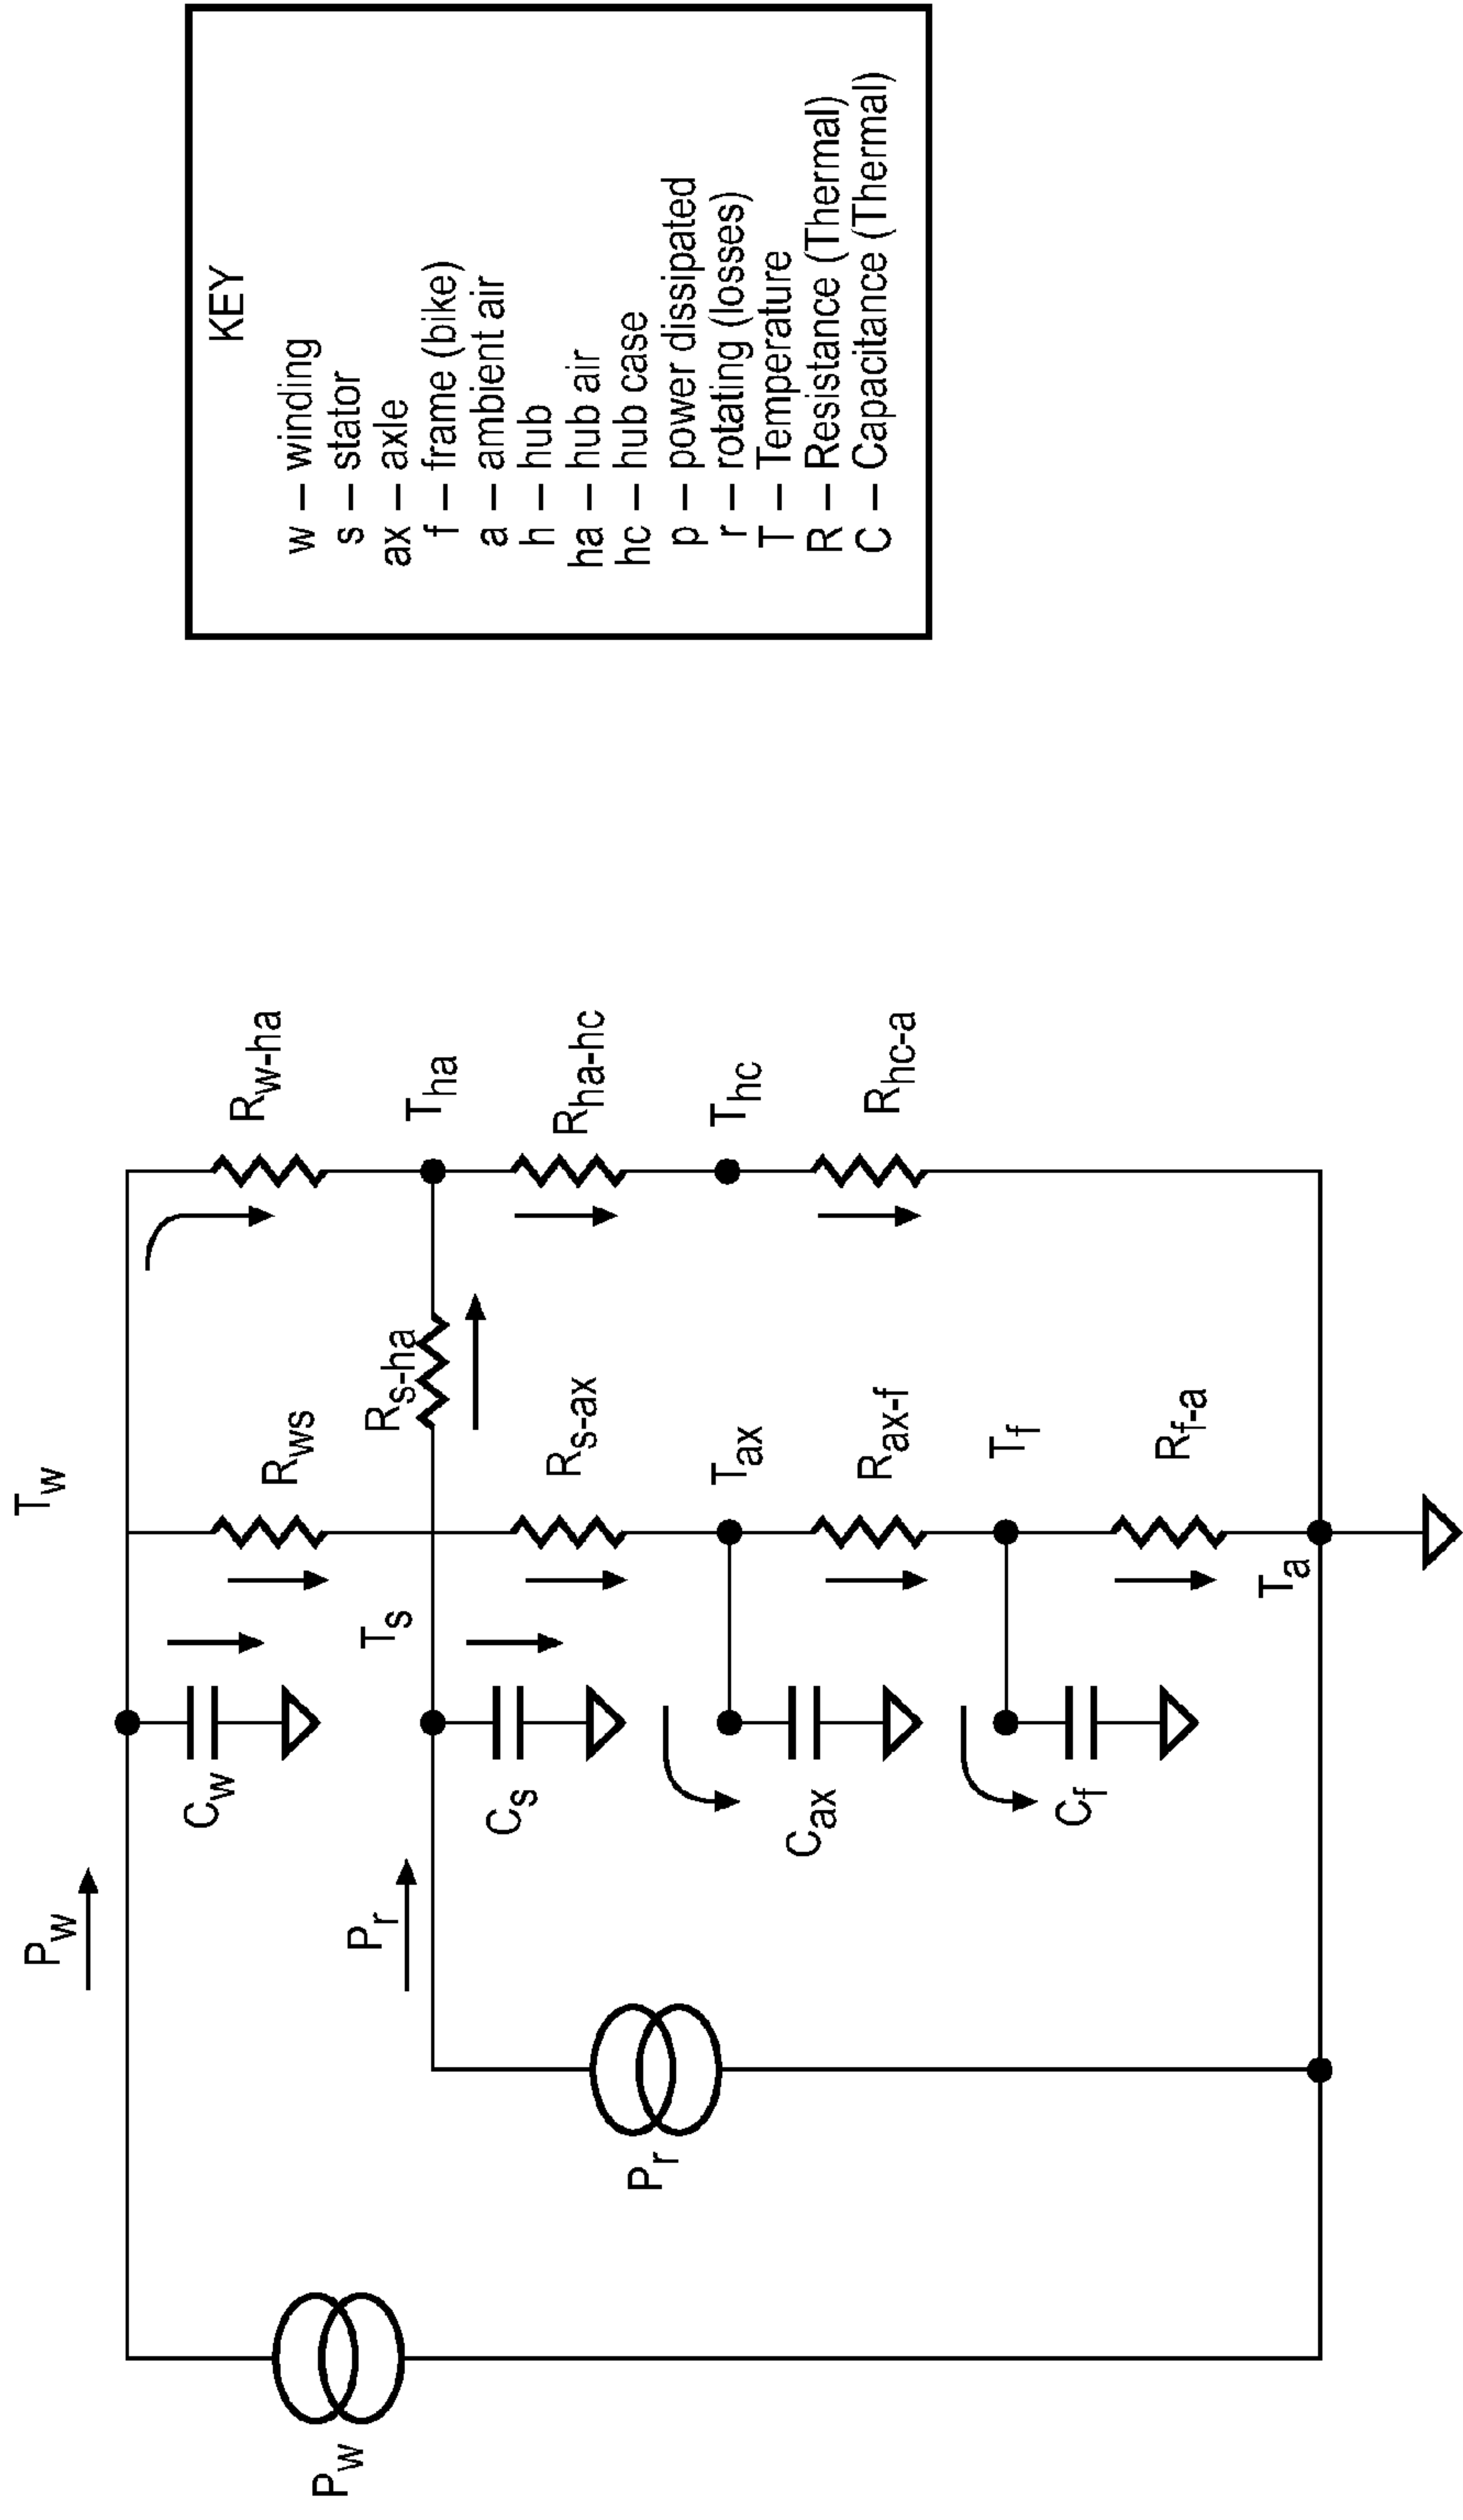 Pw
Pw
Tw
Cw
Rws
Rw-ha
Pr
Pr
Ts
Rs-ha
Tha
Cs
Rs-ax
Rha-hc
Tax
Thc
Cax
Rax-f
Rhc-a
Tf
Cf
Rf-a
Ta
KEY
w – winding
s – stator
ax – axle
f – frame (bike)
a – ambient air
h – hub
ha – hub air
hc – hub case
p – power dissipated
r – rotating (losses)
T – Temperature
R – Resistance (Thermal)
C – Capacitance (Thermal)